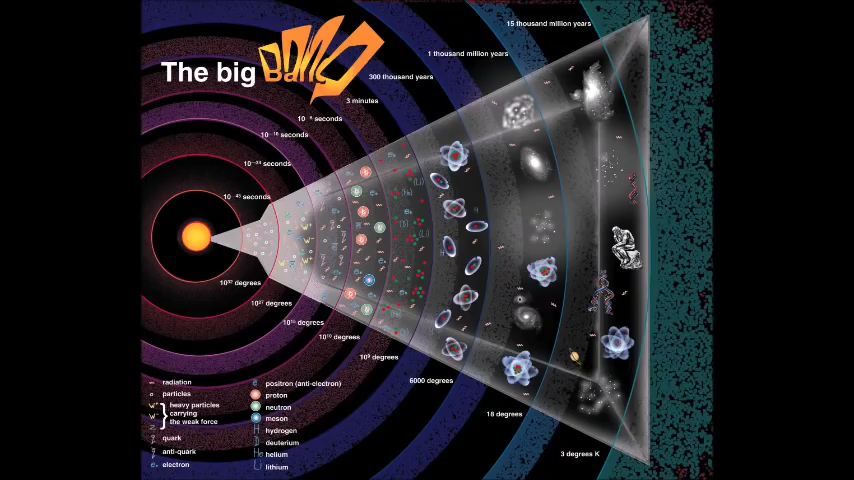 The big BANG
15 thousand million years
1 thousand million years
300 thousand years
3 minutes
10⁻⁵ seconds
10⁻¹⁰ seconds
10⁻³⁴ seconds
10⁻⁴³ seconds
10³² degrees
10²⁷ degrees
10¹⁵ degrees
10¹⁰ degrees
10⁹ degrees
6000 degrees
18 degrees
3 degrees K
radiation
particles
W⁺
W⁻
heavy particles
carrying
the weak force
Z
q quark
anti-quark
e⁻ electron
positron (anti-electron)
proton
neutron
meson
H hydrogen
D deuterium
He helium
Li lithium